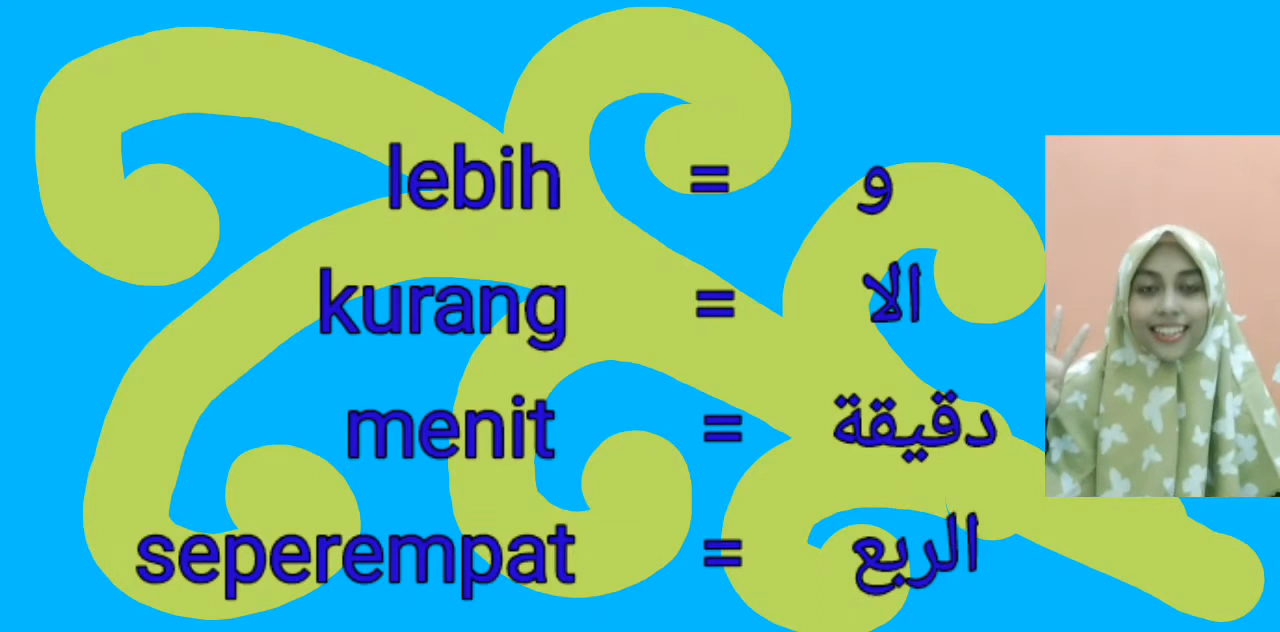 lebih = و
kurang = الا
menit = دقيقة
seperempat = الربع